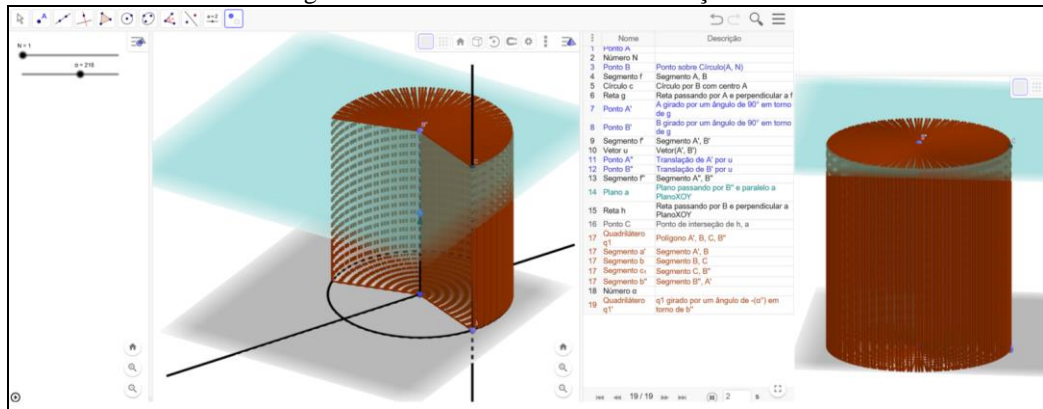 N = 1
α = 216
Nome Descrição
1 Ponto A
2 Número N
3 Ponto B Ponto sobre Círculo(A, N)
4 Segmento f Segmento A, B
5 Círculo c Círculo por B com centro A
6 Reta g Reta passando por A e perpendicular a f
7 Ponto A' A girado por um ângulo de 90° em torno
de g
8 Ponto B' B girado por um ângulo de 90° em torno
de g
9 Segmento f' Segmento A', B'
10 Vetor u Vetor(A', B')
11 Ponto A" Translação de A' por u
12 Ponto B" Translação de B' por u
13 Segmento f" Segmento A", B"
14 Plano a Plano passando por B" e paralelo a
PlanoXOY
15 Reta h Reta passando por B e perpendicular a
PlanoXOY
16 Ponto C Ponto de interseção de h, a
17 Quadrilátero
q1 Polígono A', B, C, B"
17 Segmento a' Segmento A', B
17 Segmento b Segmento B, C
17 Segmento c₁ Segmento C, B"
17 Segmento b" Segmento B", A'
18 Número α
19 Quadrilátero
q1' q1 girado por um ângulo de -(α°) em
torno de b"
19 / 19 2 s